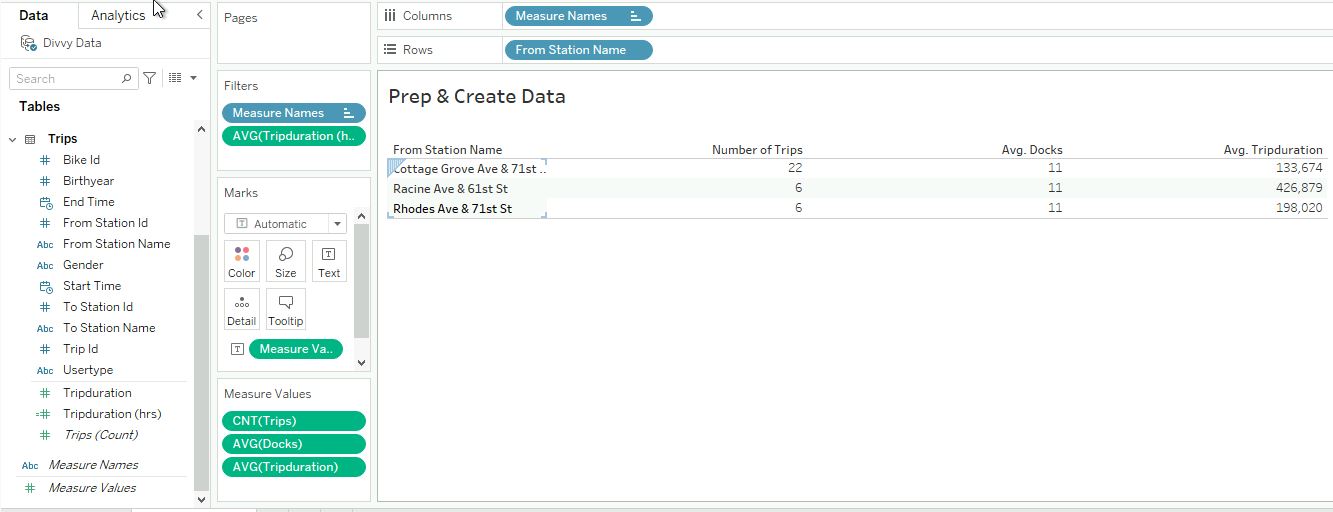 Data
Analytics
Divvy Data
Search
Tables
Trips
Bike Id
Birthyear
End Time
From Station Id
Abc From Station Name
Abc Gender
Start Time
To Station Id
Abc To Station Name
Trip Id
Abc Usertype
Tripduration
Tripduration (hrs)
Trips (Count)
Abc Measure Names
Measure Values
Pages
Filters
Measure Names
AVG(Tripduration (h..
Marks
T Automatic
Color Size Text
Detail Tooltip
T Measure Va..
Measure Values
CNT(Trips)
AVG(Docks)
AVG(Tripduration)
Columns Measure Names
Rows From Station Name
Prep & Create Data
From Station Name Number of Trips Avg. Docks Avg. Tripduration
Cottage Grove Ave & 71st .. 22 11 133,674
Racine Ave & 61st St 6 11 426,879
Rhodes Ave & 71st St 6 11 198,020